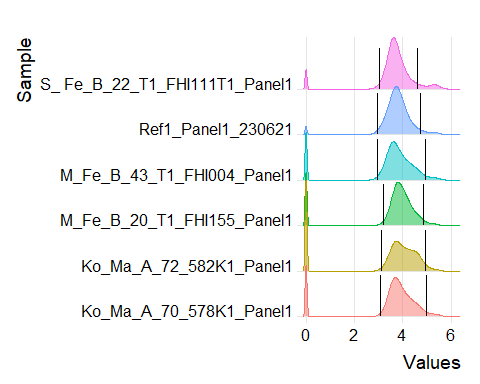 Sample
S_ Fe_B_22_T1_FHI111T1_Panel1
Ref1_Panel1_230621
M_Fe_B_43_T1_FHI004_Panel1
M_Fe_B_20_T1_FHI155_Panel1
Ko_Ma_A_72_582K1_Panel1
Ko_Ma_A_70_578K1_Panel1
0 2 4 6
Values